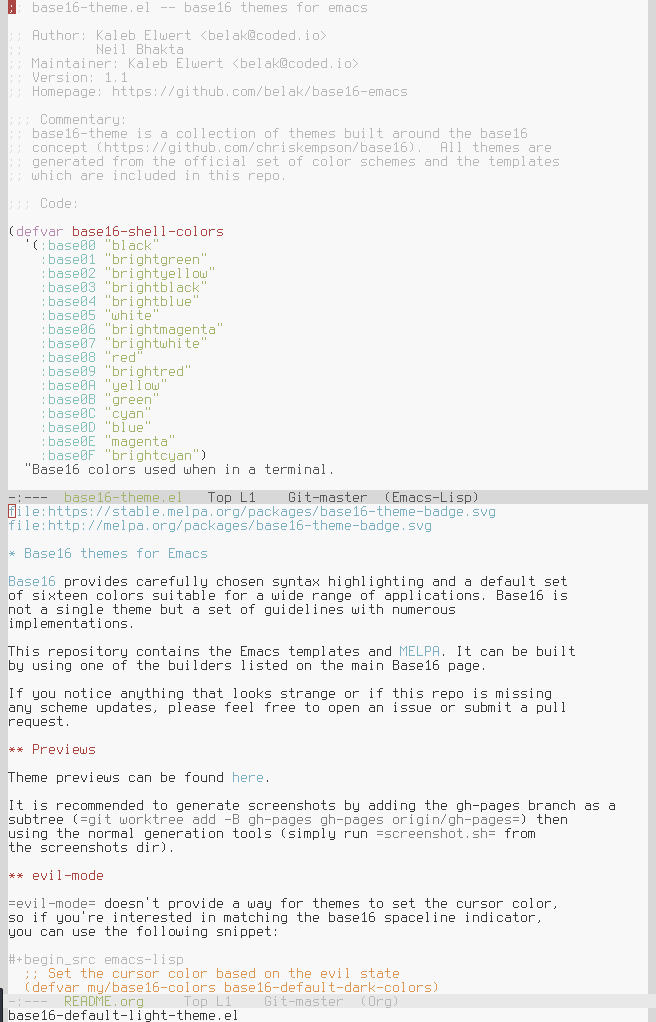 ;; base16-theme.el -- base16 themes for emacs
;; Author: Kaleb Elwert <belak@coded.io>
;;         Neil Bhakta
;; Maintainer: Kaleb Elwert <belak@coded.io>
;; Version: 1.1
;; Homepage: https://github.com/belak/base16-emacs
;;; Commentary:
;; base16-theme is a collection of themes built around the base16
;; concept (https://github.com/chriskempson/base16).  All themes are
;; generated from the official set of color schemes and the templates
;; which are included in this repo.
;;; Code:
(defvar base16-shell-colors
  '(:base00 "black"
    :base01 "brightgreen"
    :base02 "brightyellow"
    :base03 "brightblack"
    :base04 "brightblue"
    :base05 "white"
    :base06 "brightmagenta"
    :base07 "brightwhite"
    :base08 "red"
    :base09 "brightred"
    :base0A "yellow"
    :base0B "green"
    :base0C "cyan"
    :base0D "blue"
    :base0E "magenta"
    :base0F "brightcyan")
  "Base16 colors used when in a terminal.
-:---  base16-theme.el   Top L1    Git-master  (Emacs-Lisp)
file:https://stable.melpa.org/packages/base16-theme-badge.svg
file:http://melpa.org/packages/base16-theme-badge.svg
* Base16 themes for Emacs
Base16 provides carefully chosen syntax highlighting and a default set
of sixteen colors suitable for a wide range of applications. Base16 is
not a single theme but a set of guidelines with numerous
implementations.
This repository contains the Emacs templates and MELPA. It can be built
by using one of the builders listed on the main Base16 page.
If you notice anything that looks strange or if this repo is missing
any scheme updates, please feel free to open an issue or submit a pull
request.
** Previews
Theme previews can be found here.
It is recommended to generate screenshots by adding the gh-pages branch as a
subtree (=git worktree add -B gh-pages gh-pages origin/gh-pages=) then
using the normal generation tools (simply run =screenshot.sh= from
the screenshots dir).
** evil-mode
=evil-mode= doesn't provide a way for themes to set the cursor color,
so if you're interested in matching the base16 spaceline indicator,
you can use the following snippet:
#+begin_src emacs-lisp
  ;; Set the cursor color based on the evil state
  (defvar my/base16-colors base16-default-dark-colors)
-:---  README.org     Top L1    Git-master  (Org)
base16-default-light-theme.el